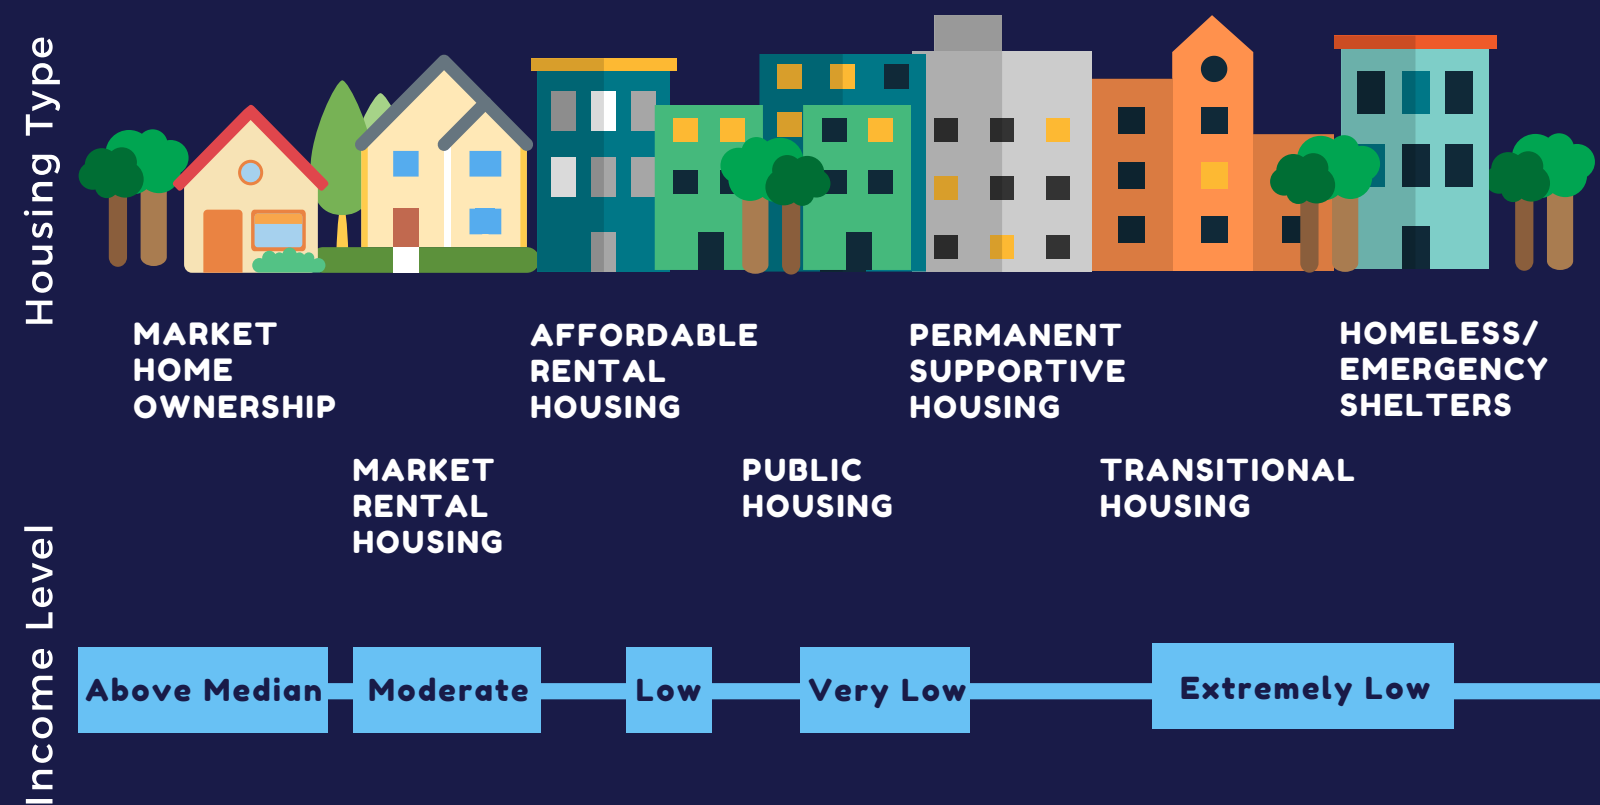 Housing Type
MARKET
HOME
OWNERSHIP
MARKET
RENTAL
HOUSING
AFFORDABLE
RENTAL
HOUSING
PUBLIC
HOUSING
PERMANENT
SUPPORTIVE
HOUSING
TRANSITIONAL
HOUSING
HOMELESS/
EMERGENCY
SHELTERS
Income Level
Above Median
Moderate
Low
Very Low
Extremely Low